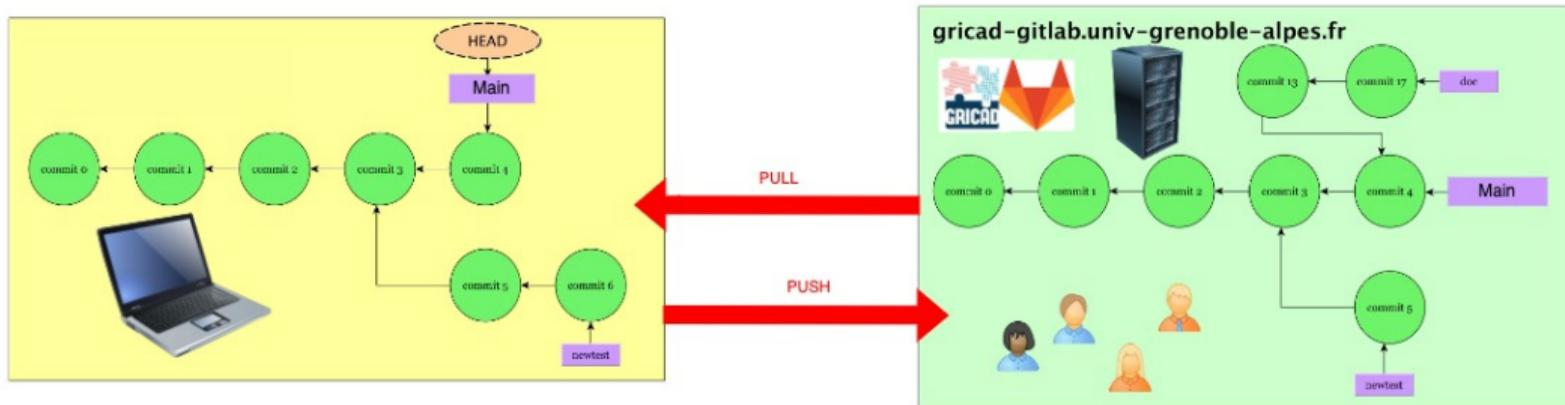 HEAD
Main
commit 0
commit 1
commit 2
commit 3
commit 4
commit 5
commit 6
newtest
PULL
PUSH
gricad-gitlab.univ-grenoble-alpes.fr
GRICAD
commit 13
commit 17
doc
commit 0
commit 1
commit 2
commit 3
commit 4
Main
commit 5
newtest